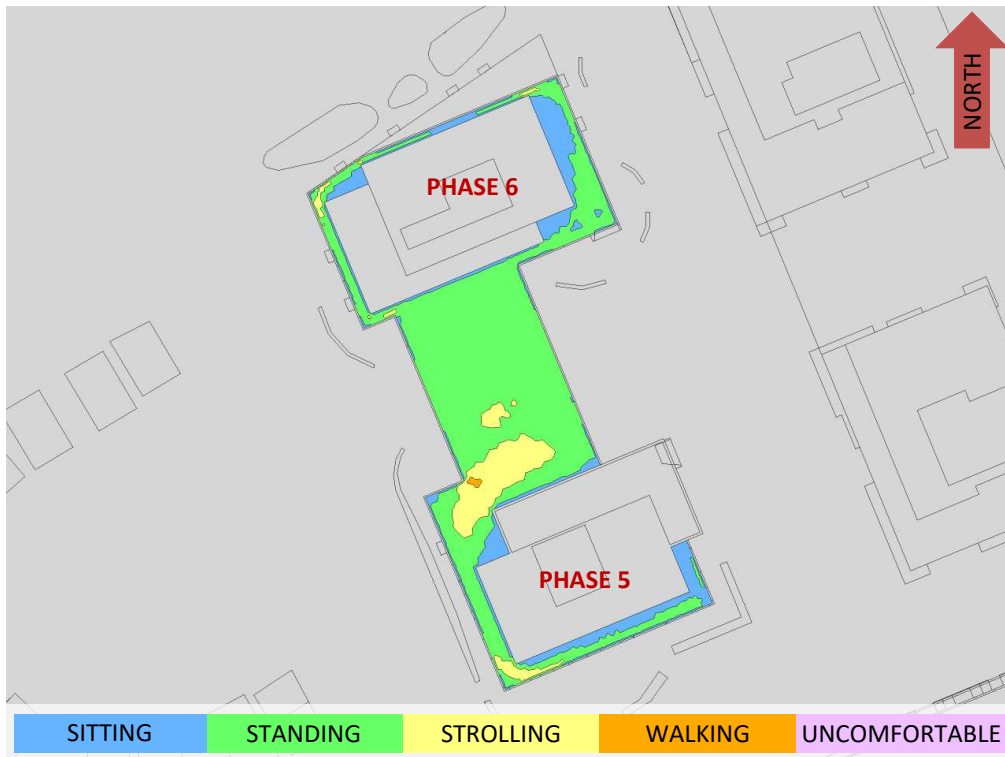 NORTH
PHASE 6
PHASE 5
SITTING
STANDING
STROLLING
WALKING
UNCOMFORTABLE